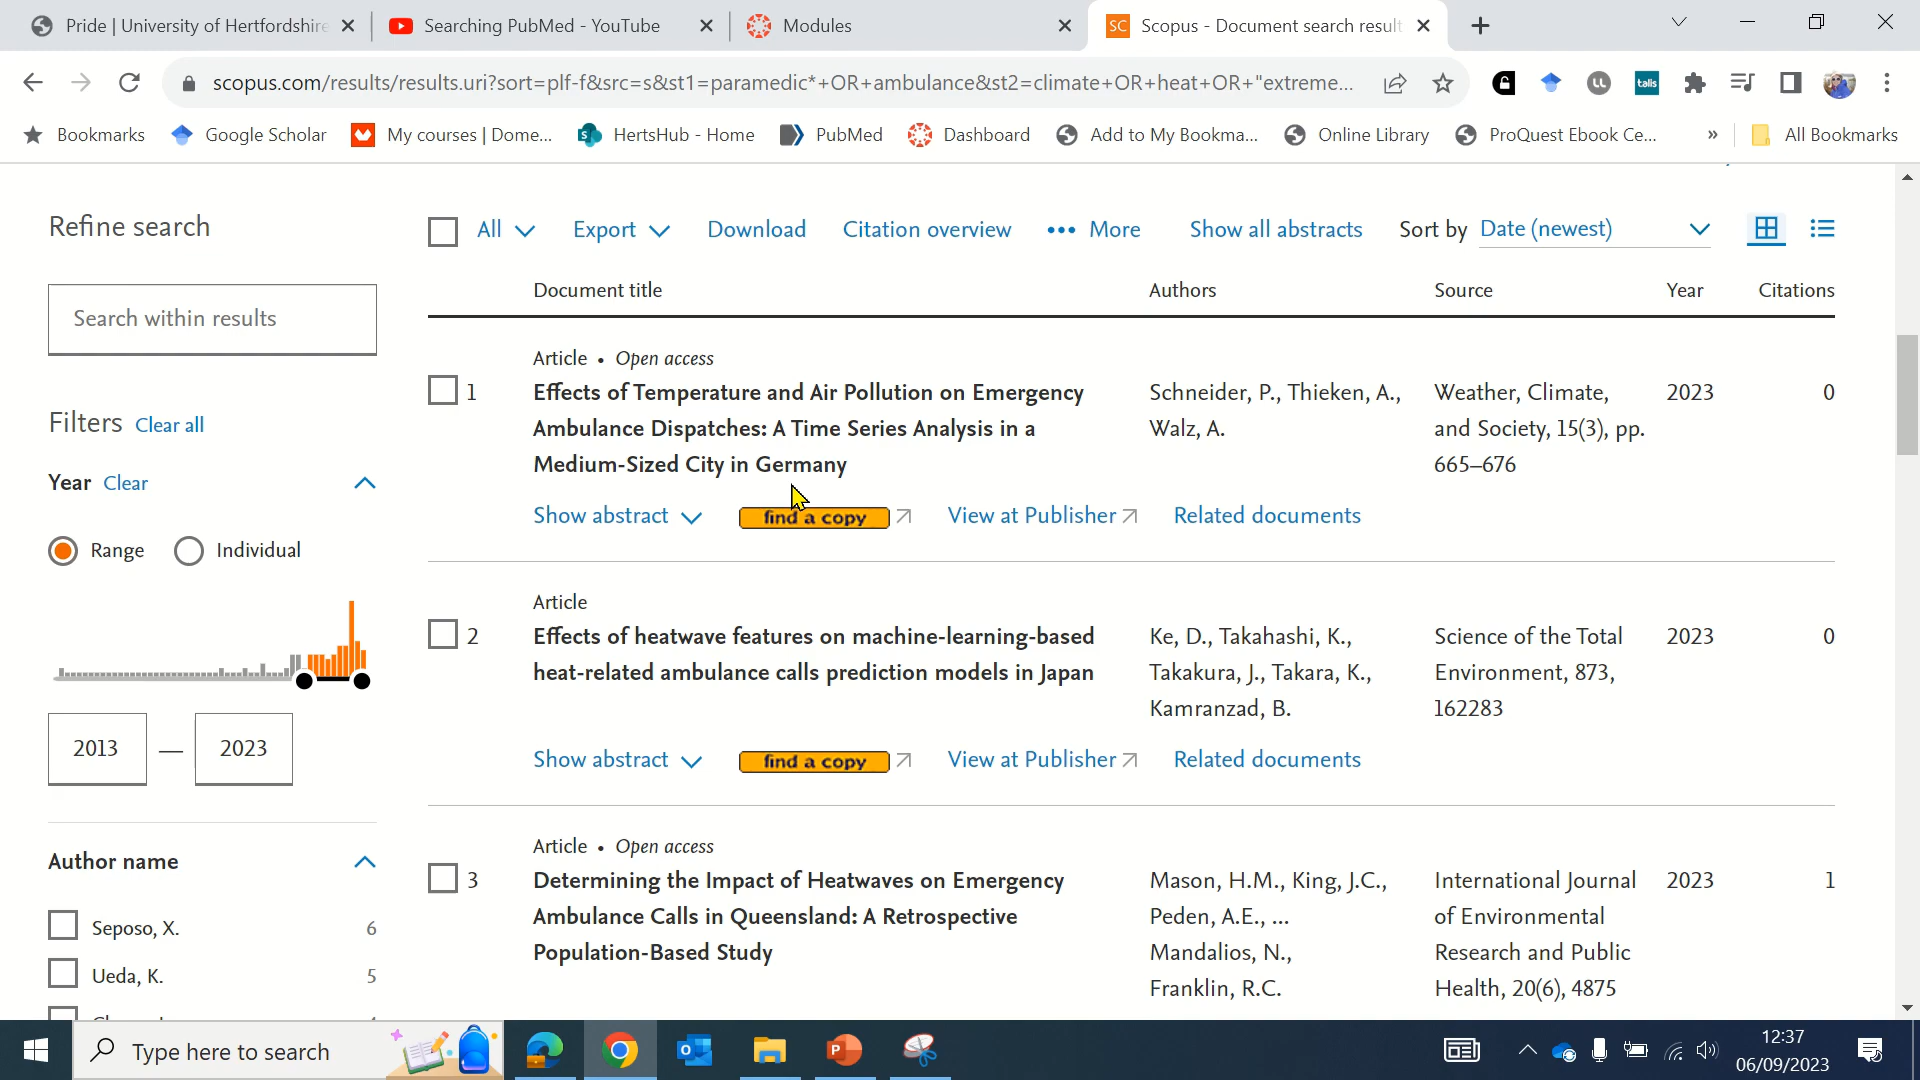 Pride | University of Hertfordshire
Searching PubMed - YouTube
Modules
SC Scopus - Document search result
scopus.com/results/results.uri?sort=plf-f&src=s&st1=paramedic*+OR+ambulance&st2=climate+OR+heat+OR+"extreme...
talis
Bookmarks
Google Scholar
My courses | Dome...
HertsHub - Home
PubMed
Dashboard
Add to My Bookma...
Online Library
ProQuest Ebook Ce...
»
All Bookmarks
Refine search
Search within results
Filters Clear all
Year Clear
Range Individual
2013 — 2023
Author name
Seposo, X. 6
Ueda, K. 5
All Export Download Citation overview ••• More Show all abstracts Sort by Date (newest)
Document title Authors Source Year Citations
Article • Open access
1 Effects of Temperature and Air Pollution on Emergency Schneider, P., Thieken, A., Weather, Climate, 2023 0
Ambulance Dispatches: A Time Series Analysis in a Walz, A. and Society, 15(3), pp.
Medium-Sized City in Germany 665–676
Show abstract find a copy View at Publisher Related documents
Article
2 Effects of heatwave features on machine-learning-based Ke, D., Takahashi, K., Science of the Total 2023 0
heat-related ambulance calls prediction models in Japan Takakura, J., Takara, K., Environment, 873,
Kamranzad, B. 162283
Show abstract find a copy View at Publisher Related documents
Article • Open access
3 Determining the Impact of Heatwaves on Emergency Mason, H.M., King, J.C., International Journal 2023 1
Ambulance Calls in Queensland: A Retrospective Peden, A.E., ... of Environmental
Population-Based Study Mandalios, N., Research and Public
Franklin, R.C. Health, 20(6), 4875
Type here to search
12:37
06/09/2023